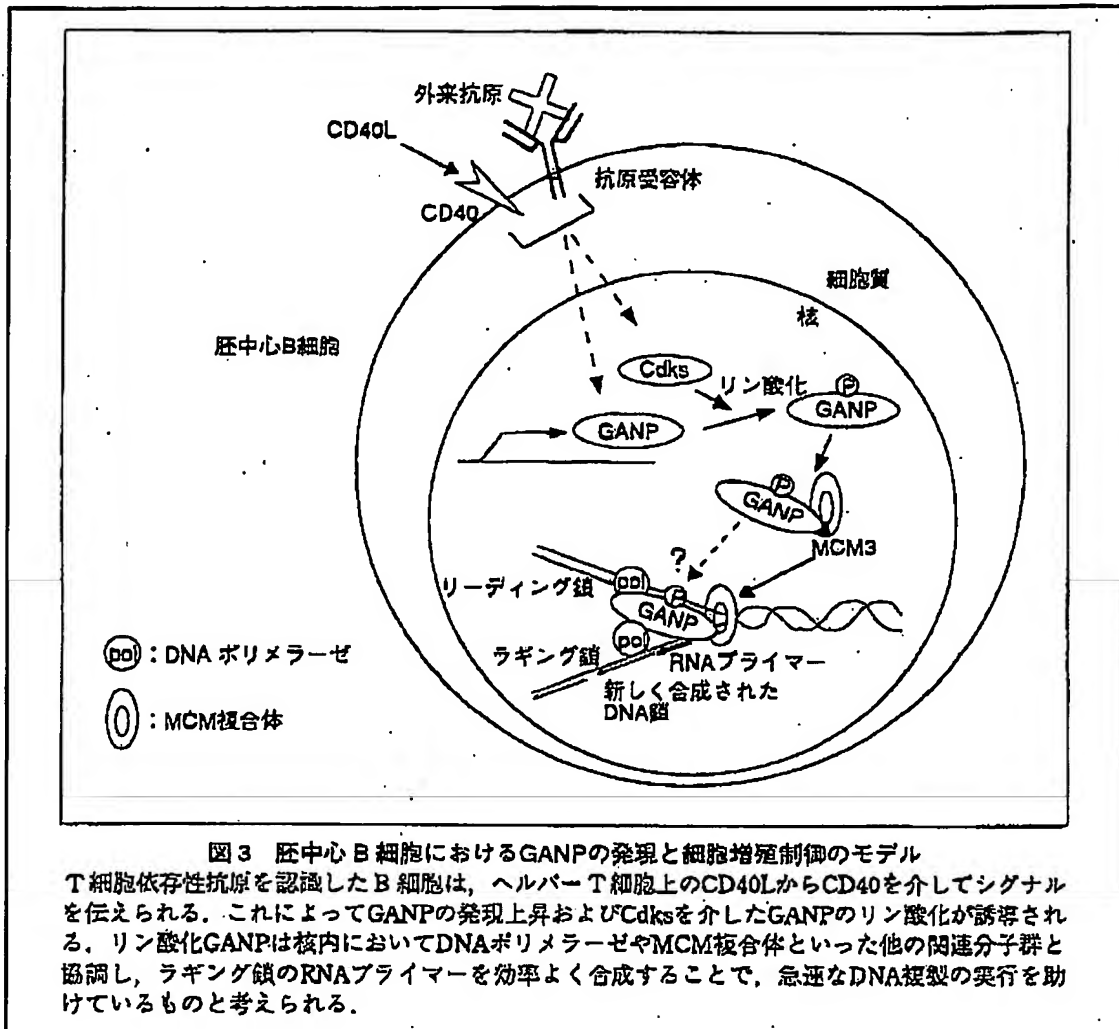 外来抗原
CD40L
抗原受容体
CD40
細胞質
核
胚中心B細胞
Cdks
リン酸化
P
GANP
GANP
P
GANP
MCM3
?
リーディング鎖
pol
P
GANP
pol
ラギング鎖
RNAプライマー
新しく合成された
DNA鎖
pol：DNAポリメラーゼ
：MCM複合体
図3 胚中心B細胞におけるGANPの発現と細胞増殖制御のモデル
T細胞依存性抗原を認識したB細胞は，ヘルパーT細胞上のCD40LからCD40を介してシグナル
を伝えられる．これによってGANPの発現上昇およびCdksを介したGANPのリン酸化が誘導され
る．リン酸化GANPは核内においてDNAポリメラーゼやMCM複合体といった他の関連分子群と
協調し，ラギング鎖のRNAプライマーを効率よく合成することで，急速なDNA複製の実行を助
けているものと考えられる．